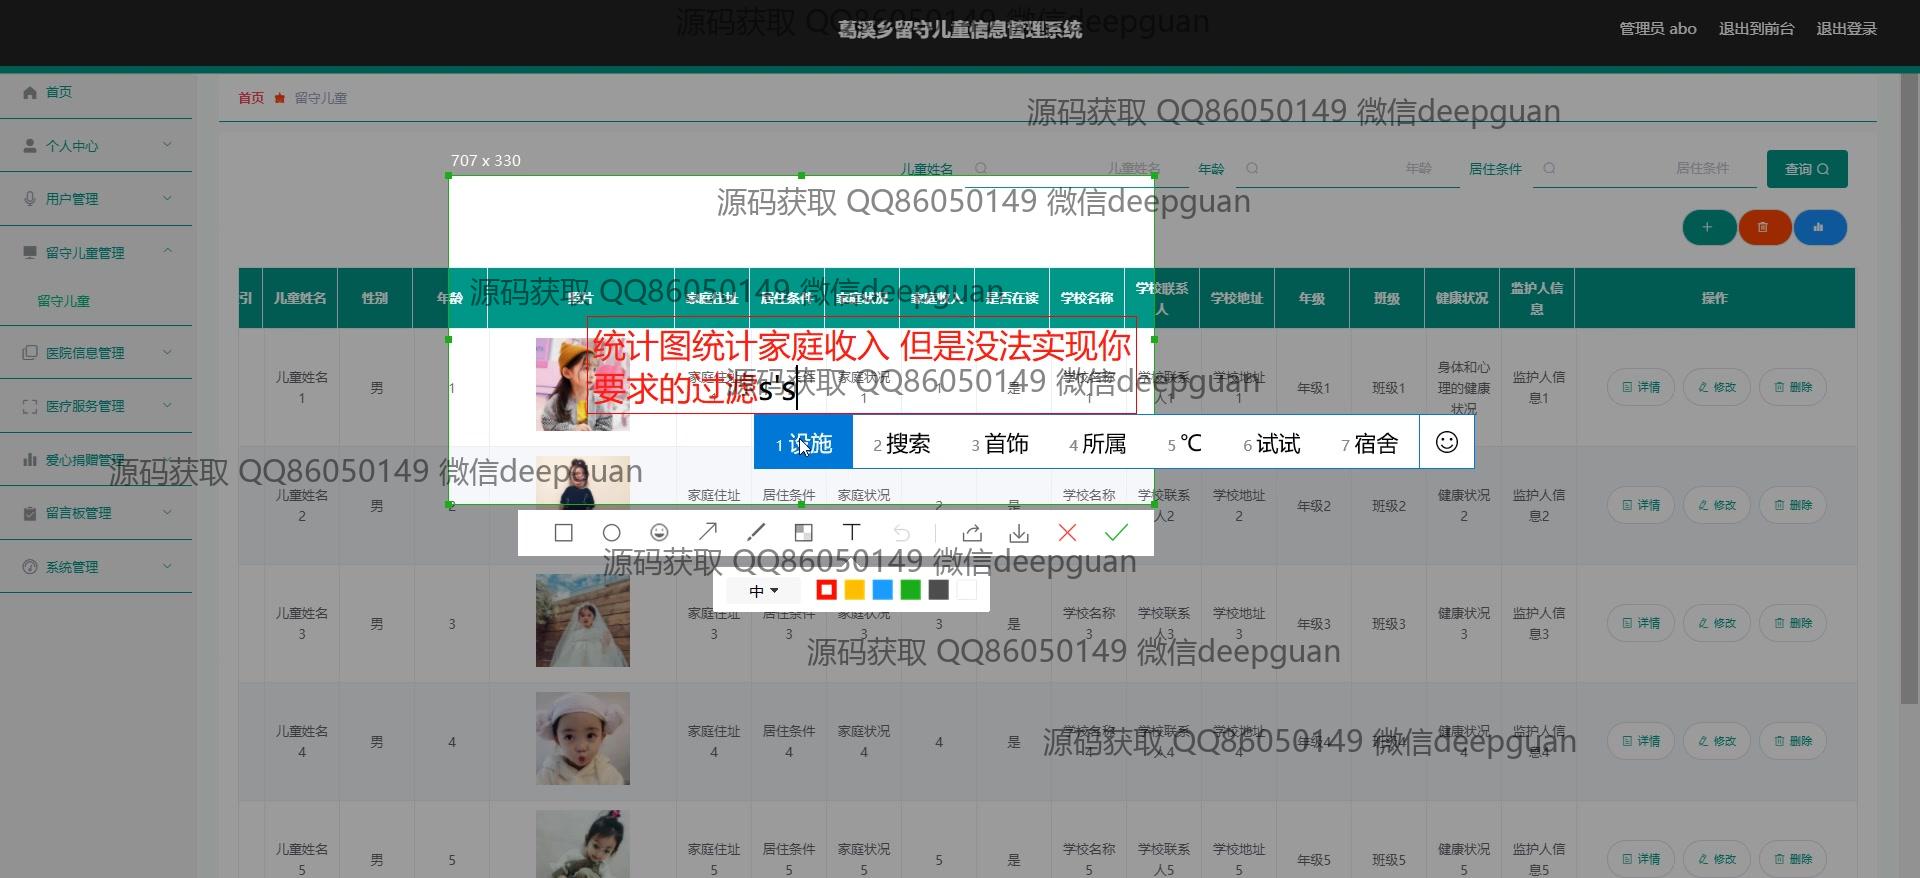 源码获取 QQ86050149 微信deepguan
葛溪乡留守儿童信息管理系统
管理员 abo 退出到前台 退出登录
首页
个人中心
用户管理
留守儿童管理
留守儿童
医院信息管理
医疗服务管理
爱心捐赠管理
留言板管理
系统管理
首页 留守儿童
源码获取 QQ86050149 微信deepguan
707 x 330
儿童姓名 儿童姓名 年龄 年龄 居住条件 居住条件 查询
源码获取 QQ86050149 微信deepguan
引 儿童姓名 性别 年龄 照片 家庭住址 居住条件 家庭状况 家庭收入 是否在读 学校名称 学校联系人 学校地址 年级 班级 健康状况 监护人信息 操作
源码获取 QQ86050149 微信deepguan
统计图统计家庭收入 但是没法实现你
要求的过滤s's
儿童姓名1 男 1 家庭住址 居住条件 家庭状况1 1 是 学校名称1 学校联系人1 学校地址1 年级1 班级1 身体和心理的健康状况 监护人信息1 详情 修改 删除
源码获取 QQ86050149 微信deepguan
1 设施 2 搜索 3 首饰 4 所属 5 ℃ 6 试试 7 宿舍
源码获取 QQ86050149 微信deepguan
儿童姓名2 男 2 家庭住址 居住条件 家庭状况 2 是 学校名称 学校联系人2 学校地址2 年级2 班级2 健康状况2 监护人信息2 详情 修改 删除
T
源码获取 QQ86050149 微信deepguan
中
儿童姓名3 男 3 家庭住址3 居住条件3 家庭状况3 3 是 学校名称3 学校联系人3 学校地址3 年级3 班级3 健康状况3 监护人信息3 详情 修改 删除
源码获取 QQ86050149 微信deepguan
儿童姓名4 男 4 家庭住址4 居住条件4 家庭状况4 4 是 学校名称4 学校联系人4 学校地址4 年级4 班级4 健康状况4 监护人信息4 详情 修改 删除
源码获取 QQ86050149 微信deepguan
儿童姓名5 男 5 家庭住址5 居住条件5 家庭状况5 5 是 学校名称5 学校联系人5 学校地址5 年级5 班级5 健康状况5 监护人信息5 详情 修改 删除